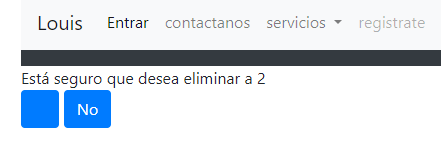 Louis Entrar contactanos servicios registrate
Está seguro que desea eliminar a 2
No